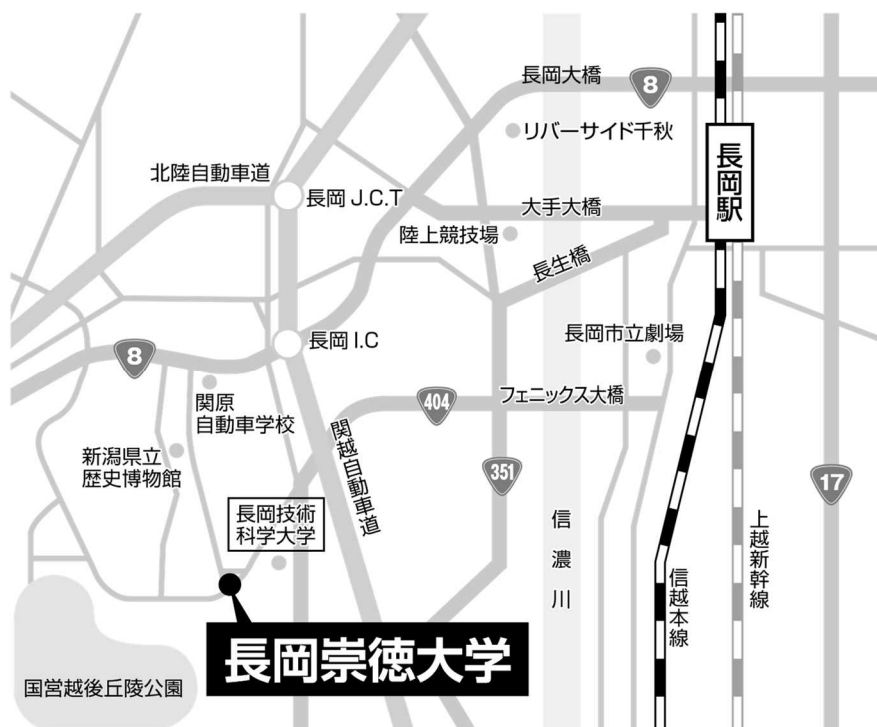 長岡大橋
8
リバーサイド千秋
長岡駅
北陸自動車道
長岡 J.C.T
大手大橋
陸上競技場
長生橋
長岡 I.C
長岡市立劇場
8
関原
自動車学校
404
フェニックス大橋
新潟県立
歴史博物館
関越自動車道
351
17
長岡技術
科学大学
信濃川
上越新幹線
信越本線
長岡崇徳大学
国営越後丘陵公園